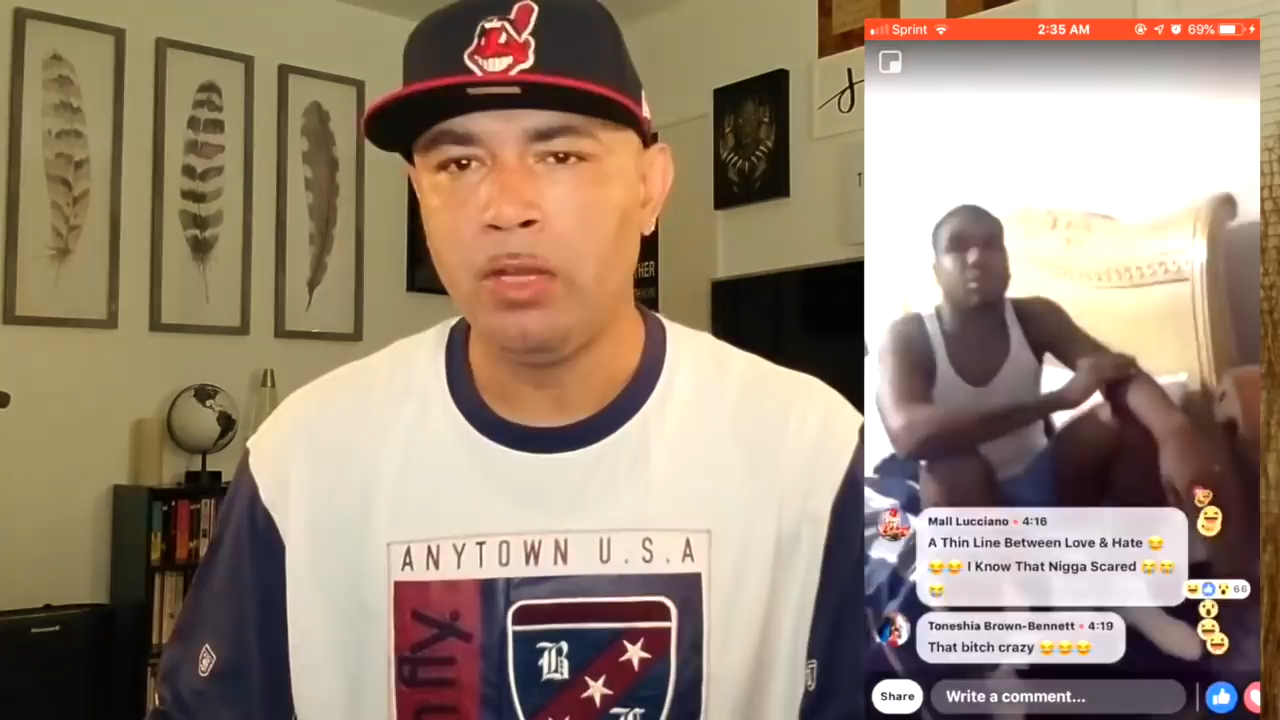 Sprint 2:35 AM 69%
THER
ANYTOWN U.S.A
Mall Lucciano • 4:16
A Thin Line Between Love & Hate 😂
😂😂 I Know That Nigga Scared 😭😭
😭
66
Toneshia Brown-Bennett • 4:19
That bitch crazy 😂😂😂
Share
Write a comment...
B